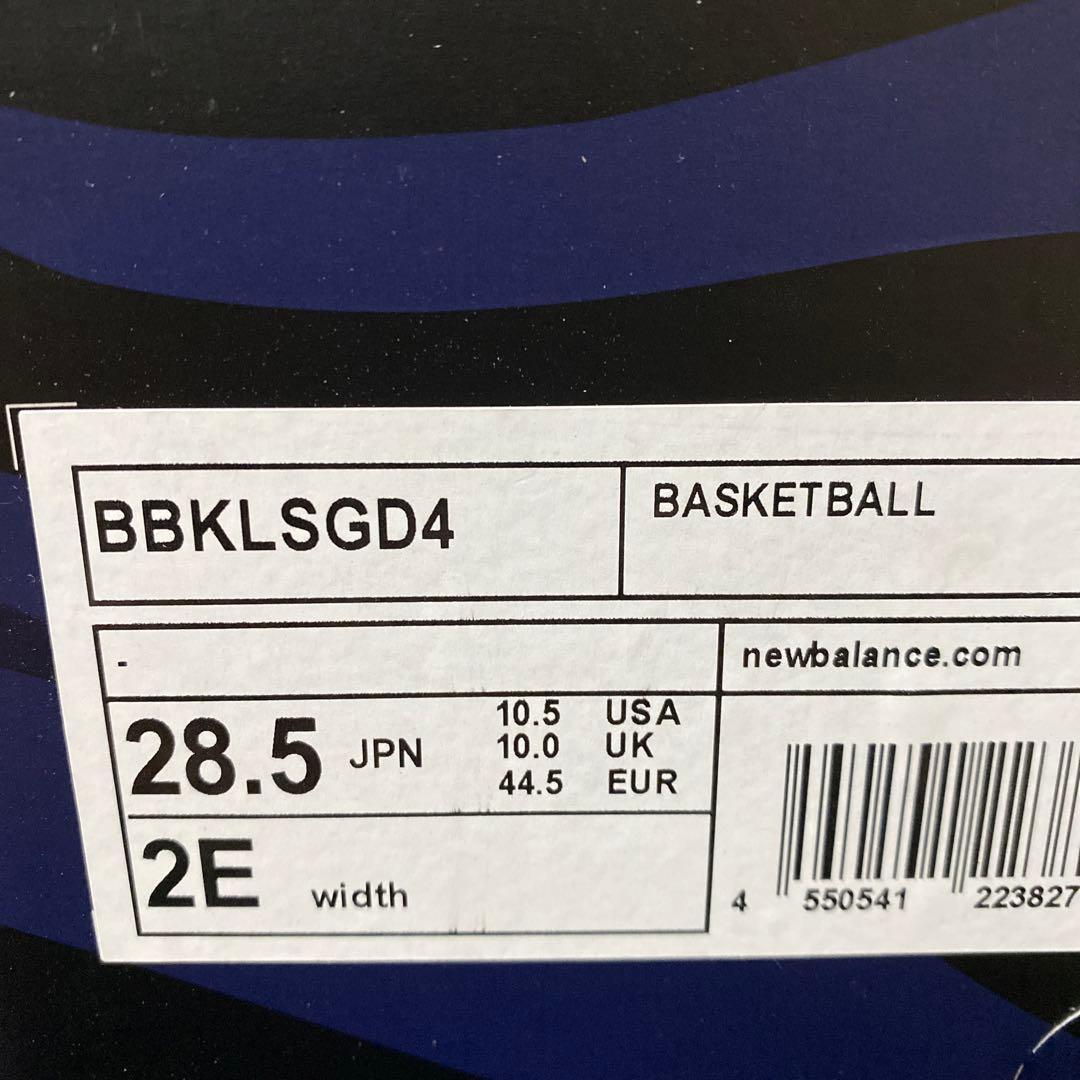 BBKLSGD4
BASKETBALL
-
newbalance.com
28.5 JPN
10.5 USA
10.0 UK
44.5 EUR
2E width
4 550541 223827